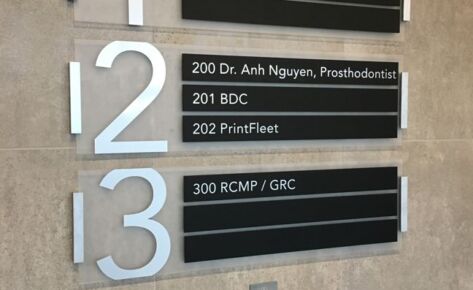 2
200 Dr. Anh Nguyen, Prosthodontist
201 BDC
202 PrintFleet
3
300 RCMP / GRC